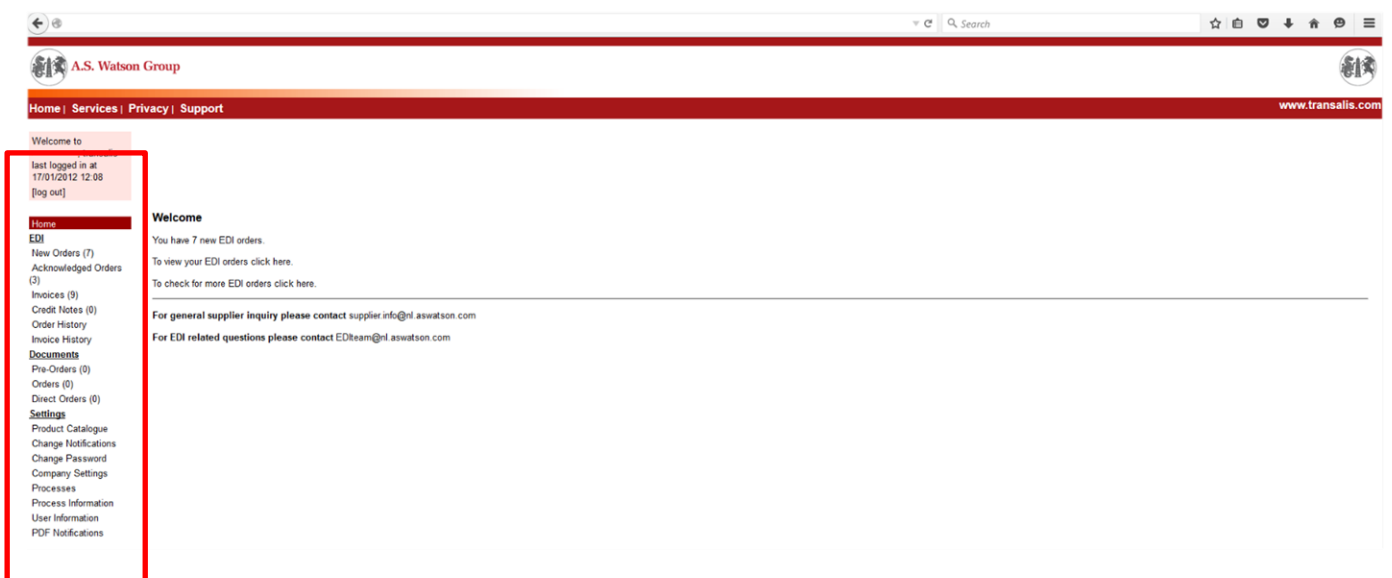 Search
A.S. Watson Group
Home | Services | Privacy | Support
www.transalis.com
Welcome to
last logged in at
17/01/2012 12:08
[log out]
Home
EDI
New Orders (7)
Acknowledged Orders
(3)
Invoices (9)
Credit Notes (0)
Order History
Invoice History
Documents
Pre-Orders (0)
Orders (0)
Direct Orders (0)
Settings
Product Catalogue
Change Notifications
Change Password
Company Settings
Processes
Process Information
User Information
PDF Notifications
Welcome
You have 7 new EDI orders.
To view your EDI orders click here.
To check for more EDI orders click here.
For general supplier inquiry please contact supplier.info@nl.aswatson.com
For EDI related questions please contact EDIteam@nl.aswatson.com